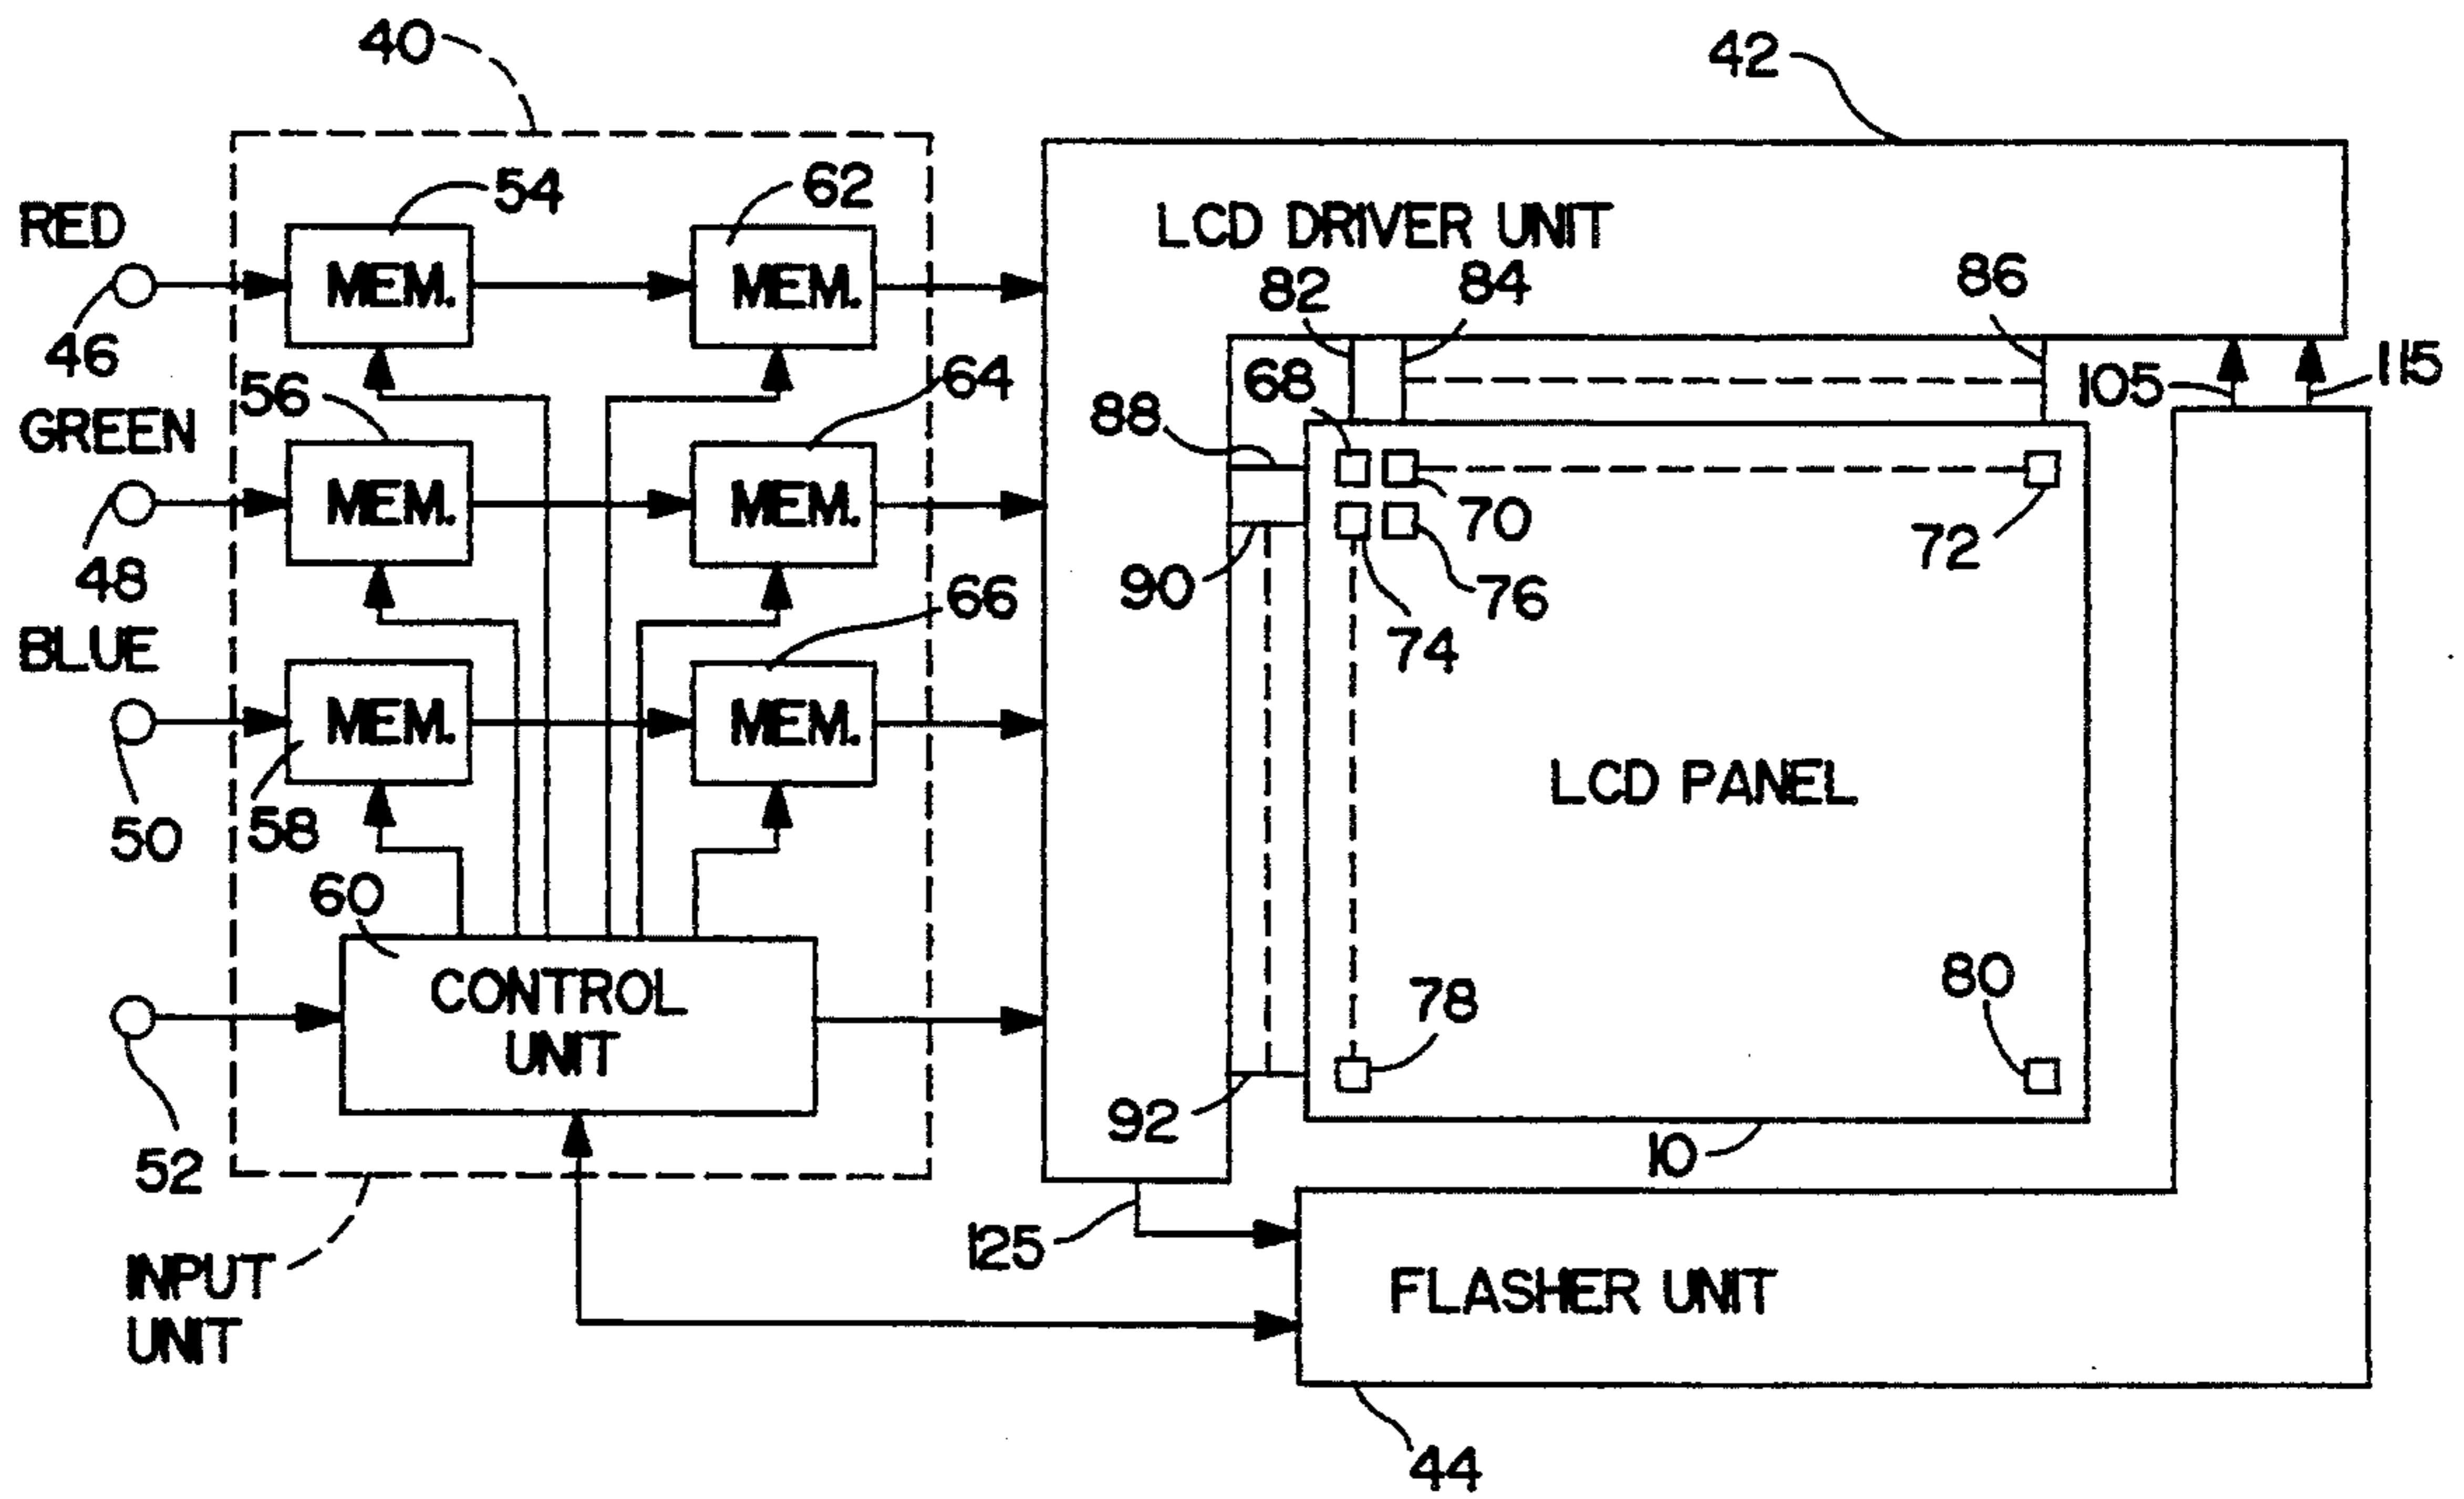 40
42
54
62
RED
LCD DRIVER UNIT
MEM.
MEM.
82
84
86
46
68
105
115
56
64
88
GREEN
MEM.
MEM.
70
72
48
90
76
66
74
BLUE
MEM.
MEM.
LCD PANEL
58
50
60
CONTROL
UNIT
78
80
92
52
10
125
INPUT
UNIT
FLASHER UNIT
44